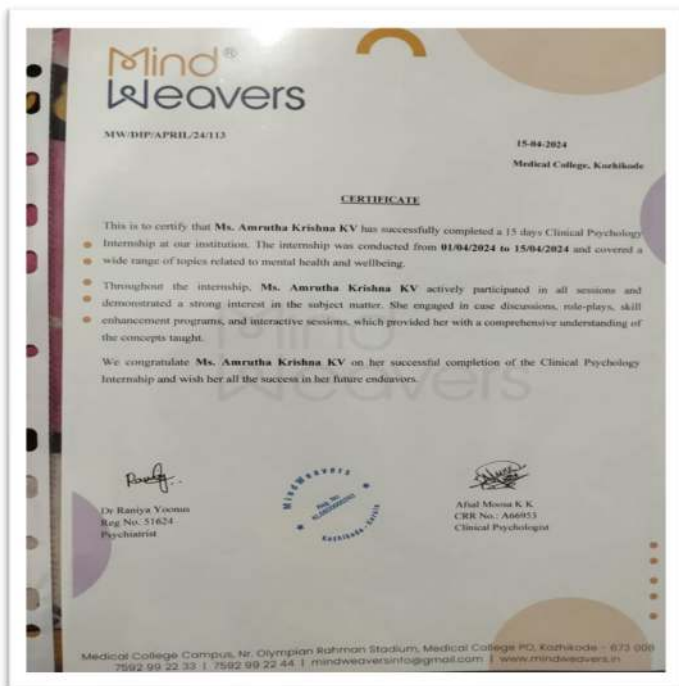 Mind®
Weavers
MW/DIP/APRIL/24/113
15-04-2024
Medical College, Kozhikode
CERTIFICATE
This is to certify that Ms. Amrutha Krishna KV has successfully completed a 15 days Clinical Psychology
Internship at our institution. The internship was conducted from 01/04/2024 to 15/04/2024 and covered a
wide range of topics related to mental health and wellbeing.
Throughout the internship, Ms. Amrutha Krishna KV actively participated in all sessions and
demonstrated a strong interest in the subject matter. She engaged in case discussions, role-plays, skill
enhancement programs, and interactive sessions, which provided her with a comprehensive understanding of
the concepts taught.
We congratulate Ms. Amrutha Krishna KV on her successful completion of the Clinical Psychology
Internship and wish her all the success in her future endeavors.
Mind
Weavers
Dr Raniya Yoonus
Reg No. 51624
Psychiatrist
MindWeavers
Reg. No.
Kozhikode - Kerala
Afsal Moosa K K
CRR No.: A66953
Clinical Psychologist
Medical College Campus, Nr. Olympian Rahman Stadium, Medical College PO, Kozhikode - 673 008
7592 99 22 33 | 7592 99 22 44 | mindweaversinfo@gmail.com | www.mindweavers.in